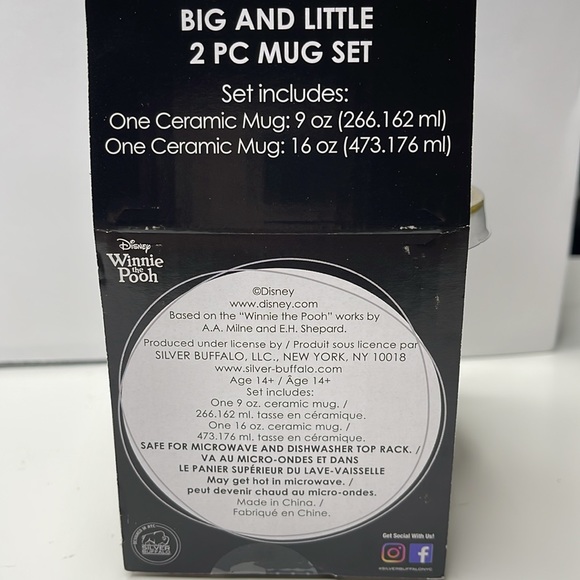 BIG AND LITTLE
2 PC MUG SET
Set includes:
One Ceramic Mug: 9 oz (266.162 ml)
One Ceramic Mug: 16 oz (473.176 ml)
Disney
Winnie
the
Pooh
©Disney
www.disney.com
Based on the "Winnie the Pooh" works by
A.A. Milne and E.H. Shepard.
Produced under license by / Produit sous licence par
SILVER BUFFALO, LLC., NEW YORK, NY 10018
www.silver-buffalo.com
Age 14+ / Âge 14+
Set includes:
One 9 oz. ceramic mug. /
266.162 ml. tasse en céramique.
One 16 oz. ceramic mug. /
473.176 ml. tasse en céramique.
SAFE FOR MICROWAVE AND DISHWASHER TOP RACK. /
VA AU MICRO-ONDES ET DANS
LE PANIER SUPÉRIEUR DU LAVE-VAISSELLE
May get hot in microwave. /
peut devenir chaud au micro-ondes.
Made in China. /
Fabriqué en Chine.
SILVER
BUFFALO
Get Social With Us!
#SILVERBUFFALONYC